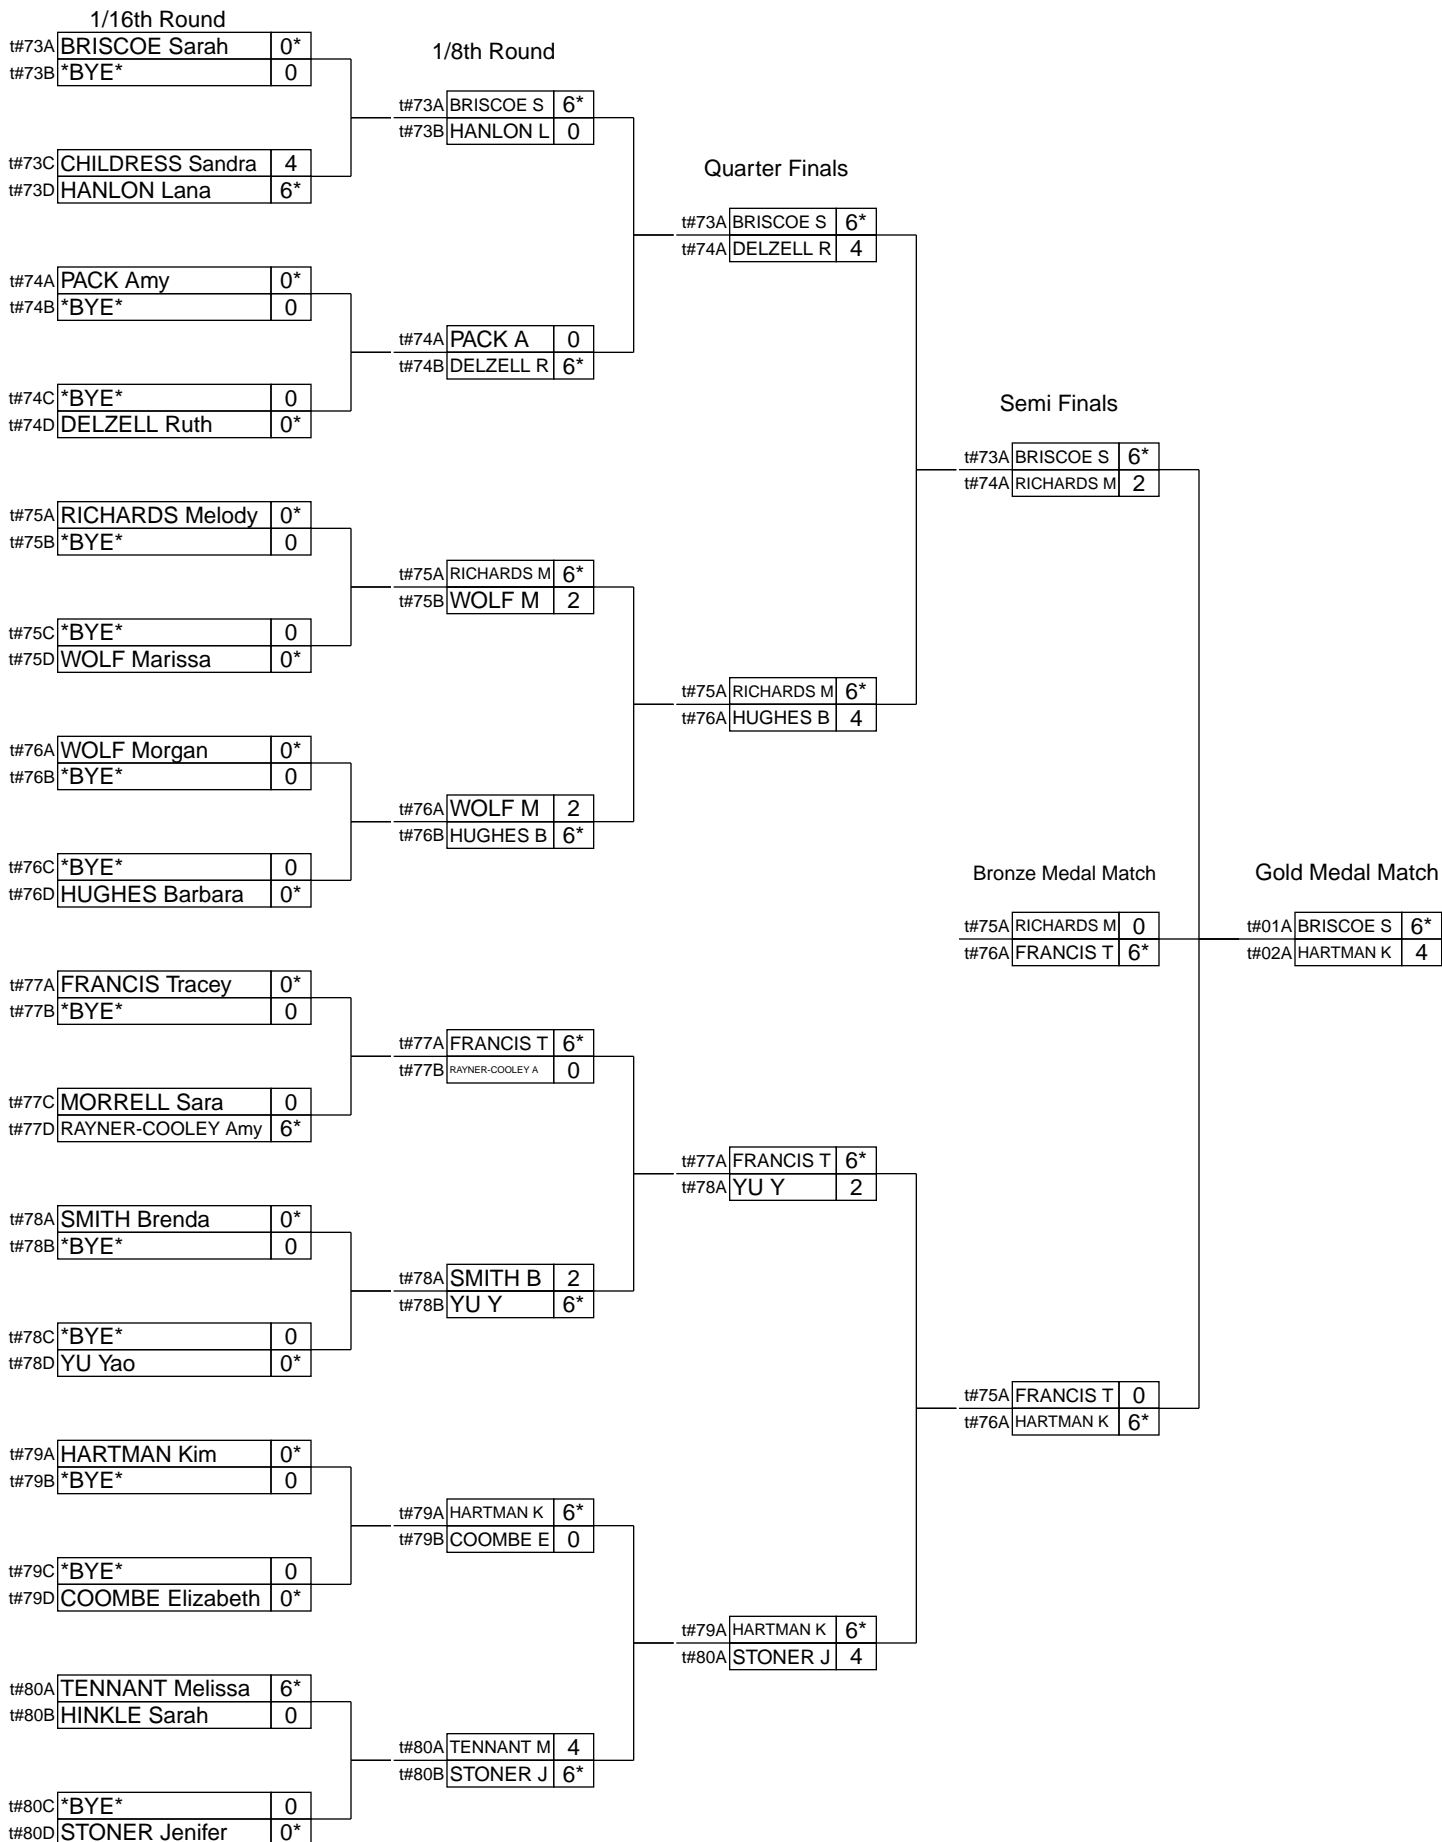 1/16th Round
t#73A BRISCOE Sarah 0*
t#73B *BYE* 0
t#73C CHILDRESS Sandra 4
t#73D HANLON Lana 6*
t#74A PACK Amy 0*
t#74B *BYE* 0
t#74C *BYE* 0
t#74D DELZELL Ruth 0*
t#75A RICHARDS Melody 0*
t#75B *BYE* 0
t#75C *BYE* 0
t#75D WOLF Marissa 0*
t#76A WOLF Morgan 0*
t#76B *BYE* 0
t#76C *BYE* 0
t#76D HUGHES Barbara 0*
t#77A FRANCIS Tracey 0*
t#77B *BYE* 0
t#77C MORRELL Sara 0
t#77D RAYNER-COOLEY Amy 6*
t#78A SMITH Brenda 0*
t#78B *BYE* 0
t#78C *BYE* 0
t#78D YU Yao 0*
t#79A HARTMAN Kim 0*
t#79B *BYE* 0
t#79C *BYE* 0
t#79D COOMBE Elizabeth 0*
t#80A TENNANT Melissa 6*
t#80B HINKLE Sarah 0
t#80C *BYE* 0
t#80D STONER Jenifer 0*
1/8th Round
t#73A BRISCOE S 6*
t#73B HANLON L 0
t#74A PACK A 0
t#74B DELZELL R 6*
t#75A RICHARDS M 6*
t#75B WOLF M 2
t#76A WOLF M 2
t#76B HUGHES B 6*
t#77A FRANCIS T 6*
t#77B RAYNER-COOLEY A 0
t#78A SMITH B 2
t#78B YU Y 6*
t#79A HARTMAN K 6*
t#79B COOMBE E 0
t#80A TENNANT M 4
t#80B STONER J 6*
Quarter Finals
t#73A BRISCOE S 6*
t#74A DELZELL R 4
t#75A RICHARDS M 6*
t#76A HUGHES B 4
t#77A FRANCIS T 6*
t#78A YU Y 2
t#79A HARTMAN K 6*
t#80A STONER J 4
Semi Finals
t#73A BRISCOE S 6*
t#74A RICHARDS M 2
t#75A FRANCIS T 0
t#76A HARTMAN K 6*
Bronze Medal Match
t#75A RICHARDS M 0
t#76A FRANCIS T 6*
Gold Medal Match
t#01A BRISCOE S 6*
t#02A HARTMAN K 4